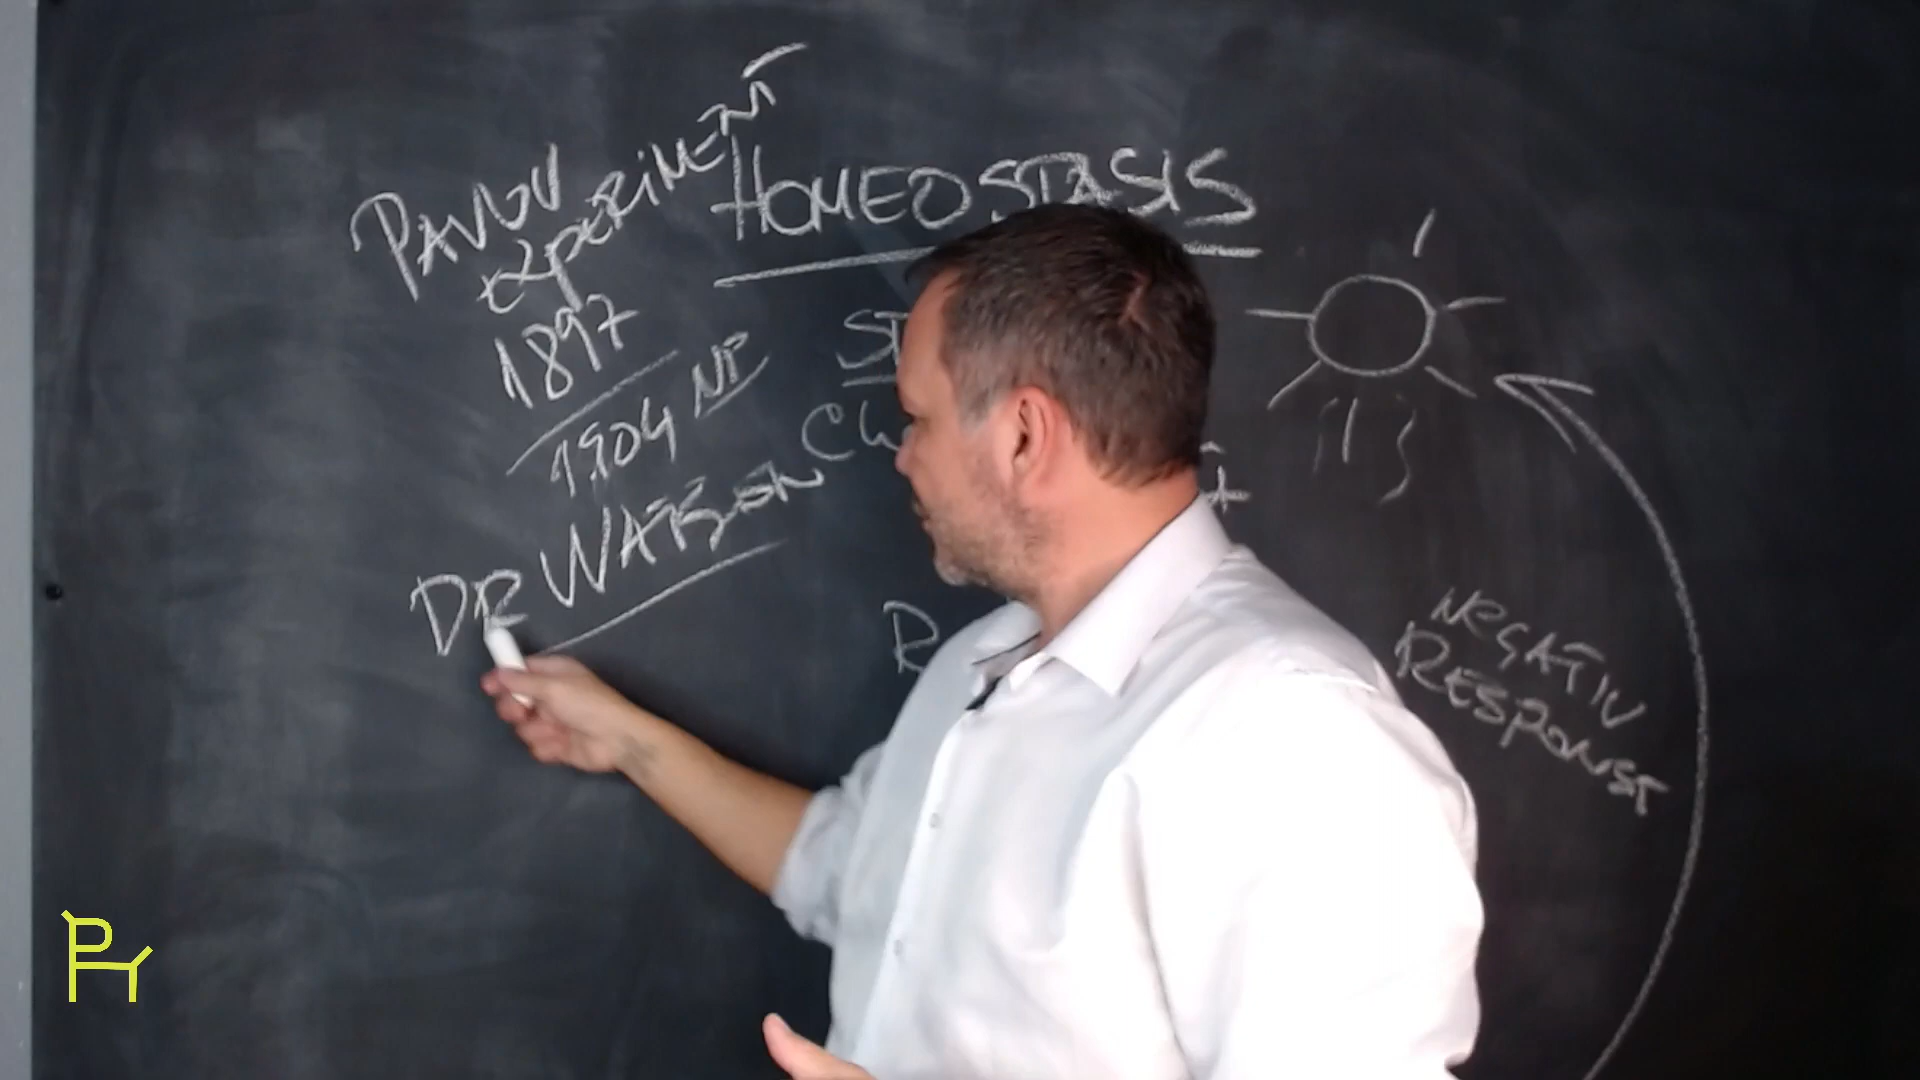 PAVLOV
EXPERIMENT
1897
1904 NP
DR WATSON
HOMEOSTASIS
NEGATIV
RESPONSE